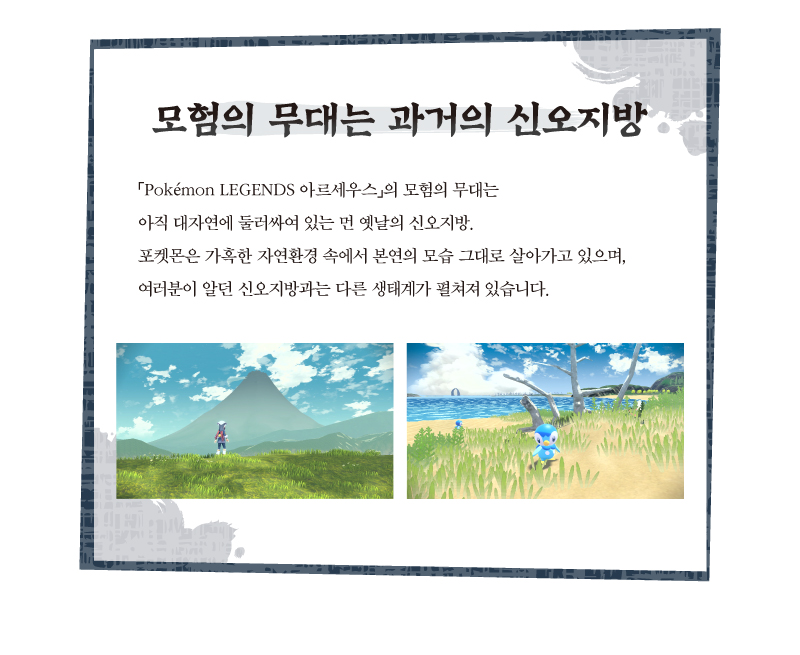 모험의 무대는 과거의 신오지방
「Pokémon LEGENDS 아르세우스」의 모험의 무대는
아직 대자연에 둘러싸여 있는 먼 옛날의 신오지방.
포켓몬은 가혹한 자연환경 속에서 본연의 모습 그대로 살아가고 있으며,
여러분이 알던 신오지방과는 다른 생태계가 펼쳐져 있습니다.